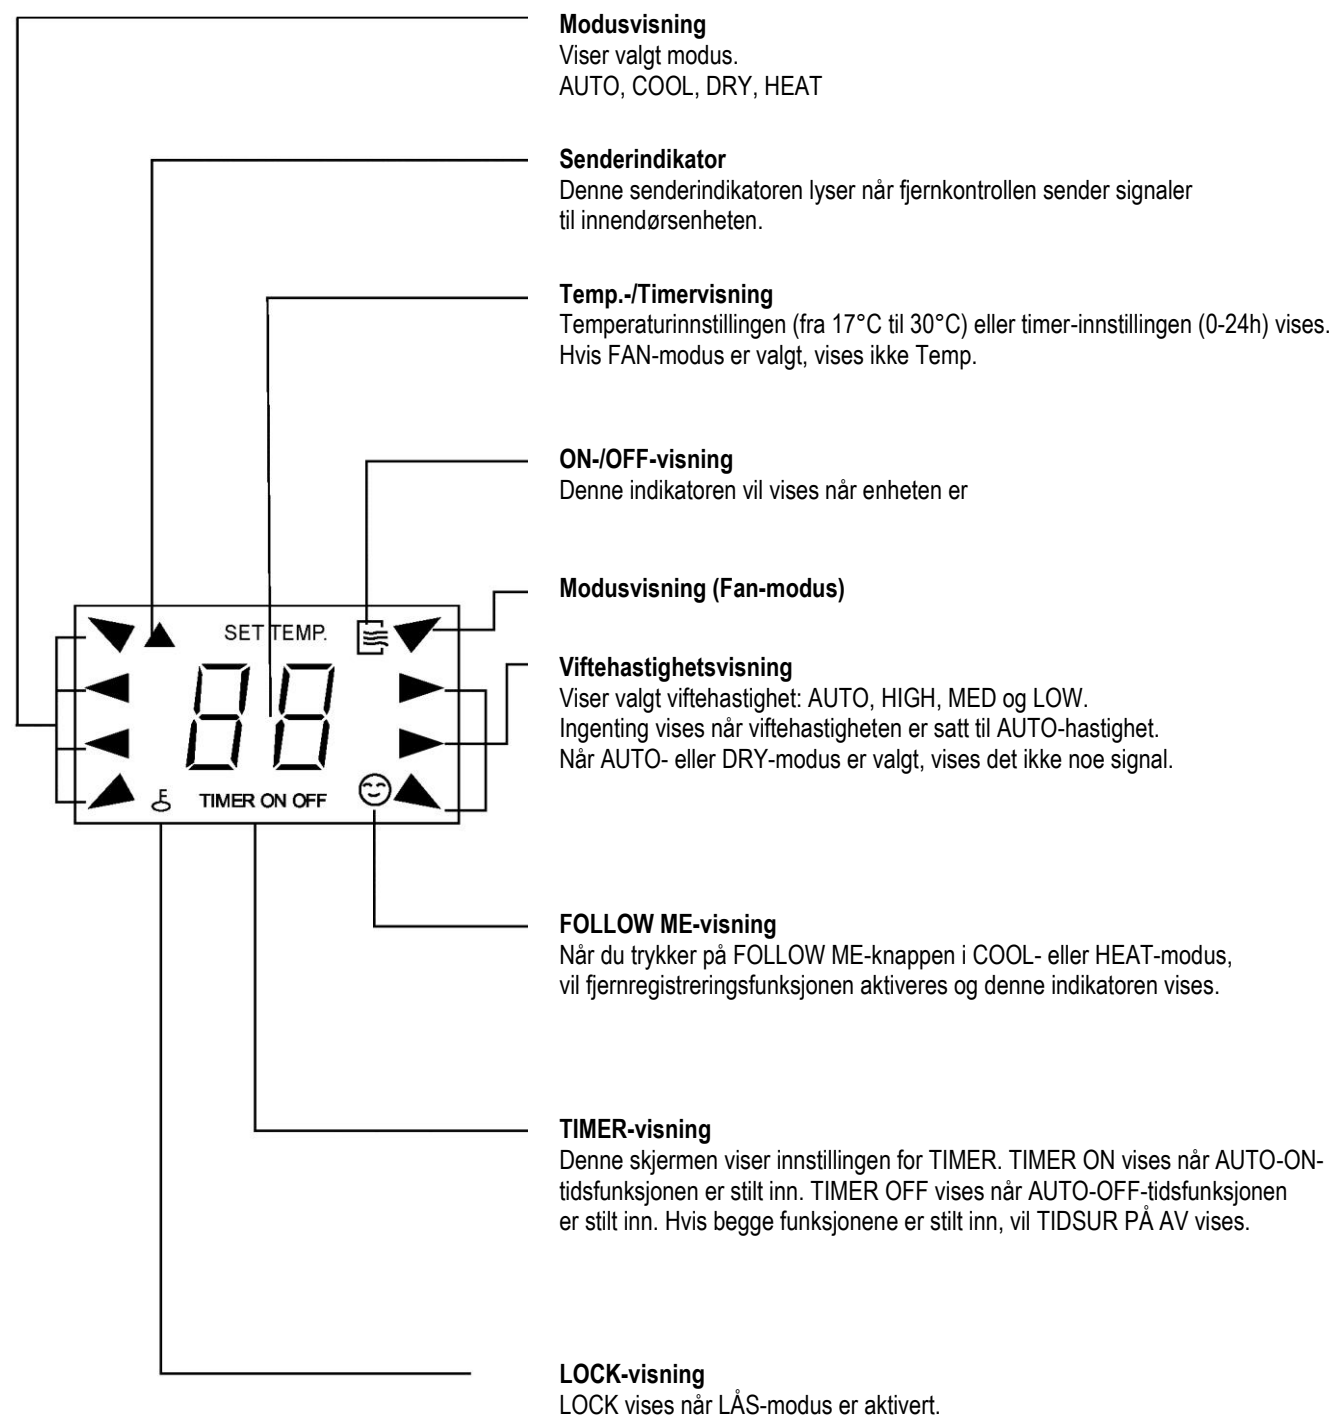 Modusvisning
Viser valgt modus.
AUTO, COOL, DRY, HEAT
Senderindikator
Denne senderindikatoren lyser når fjernkontrollen sender signaler
til innendørsenheten.
Temp.-/Timervisning
Temperaturinnstillingen (fra 17°C til 30°C) eller timer-innstillingen (0-24h) vises.
Hvis FAN-modus er valgt, vises ikke Temp.
ON-/OFF-visning
Denne indikatoren vil vises når enheten er
Modusvisning (Fan-modus)
SET TEMP.
88
TIMER ON OFF
Viftehastighetsvisning
Viser valgt viftehastighet: AUTO, HIGH, MED og LOW.
Ingenting vises når viftehastigheten er satt til AUTO-hastighet.
Når AUTO- eller DRY-modus er valgt, vises det ikke noe signal.
FOLLOW ME-visning
Når du trykker på FOLLOW ME-knappen i COOL- eller HEAT-modus,
vil fjernregistreringsfunksjonen aktiveres og denne indikatoren vises.
TIMER-visning
Denne skjermen viser innstillingen for TIMER. TIMER ON vises når AUTO-ON-
tidsfunksjonen er stilt inn. TIMER OFF vises når AUTO-OFF-tidsfunksjonen
er stilt inn. Hvis begge funksjonene er stilt inn, vil TIDSUR PÅ AV vises.
LOCK-visning
LOCK vises når LÅS-modus er aktivert.